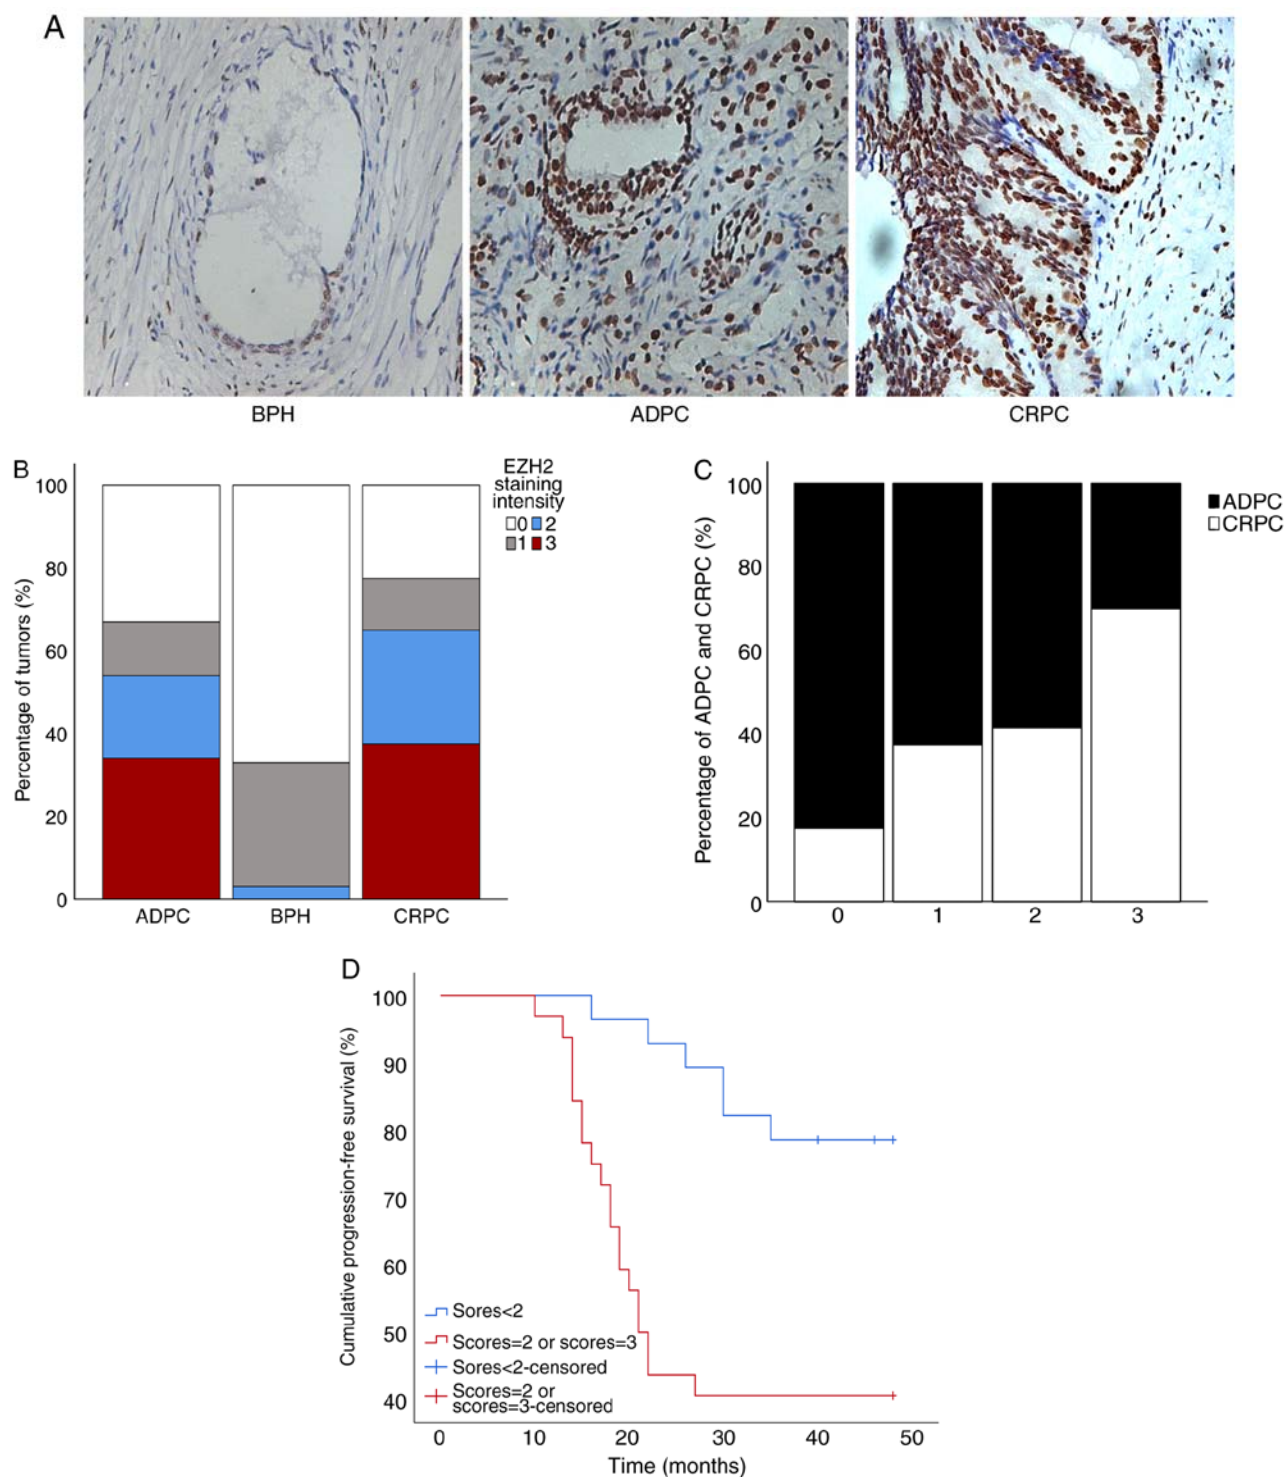 A
BPH
ADPC
CRPC
B
EZH2
staining
intensity
0 2
1 3
Percentage of tumors (%)
100
80
60
40
20
0
ADPC
BPH
CRPC
C
ADPC
CRPC
Percentage of ADPC and CRPC (%)
100
80
60
40
20
0
0
1
2
3
D
Cumulative progression-free survival (%)
100
90
80
70
60
50
40
Sores<2
Scores=2 or scores=3
Sores<2-censored
Scores=2 or
scores=3-censored
0
10
20
30
40
50
Time (months)